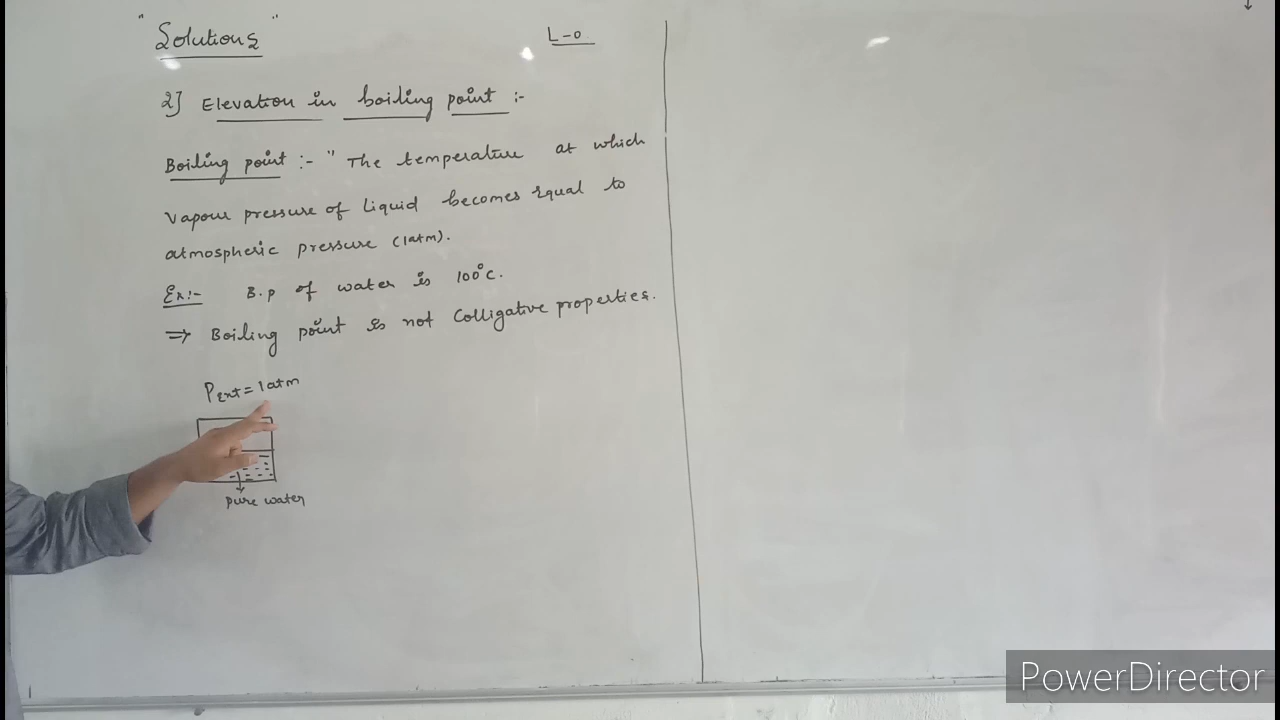 "Solutions"
L-0
2] Elevation in boiling point :-
Boiling point :- "The temperature at which
vapour pressure of liquid becomes equal to
atmospheric pressure (1atm).
Ex:- B.p of water is 100°C.
⇒ Boiling point is not Colligative properties.
PExt = 1 atm
pure water
PowerDirector